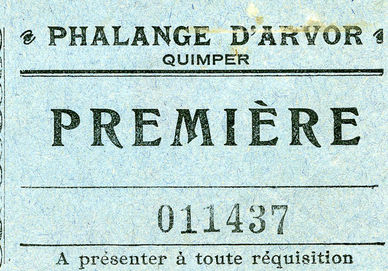 PHALANGE D'ARVOR
QUIMPER
PREMIÈRE
011437
A présenter à toute réquisition